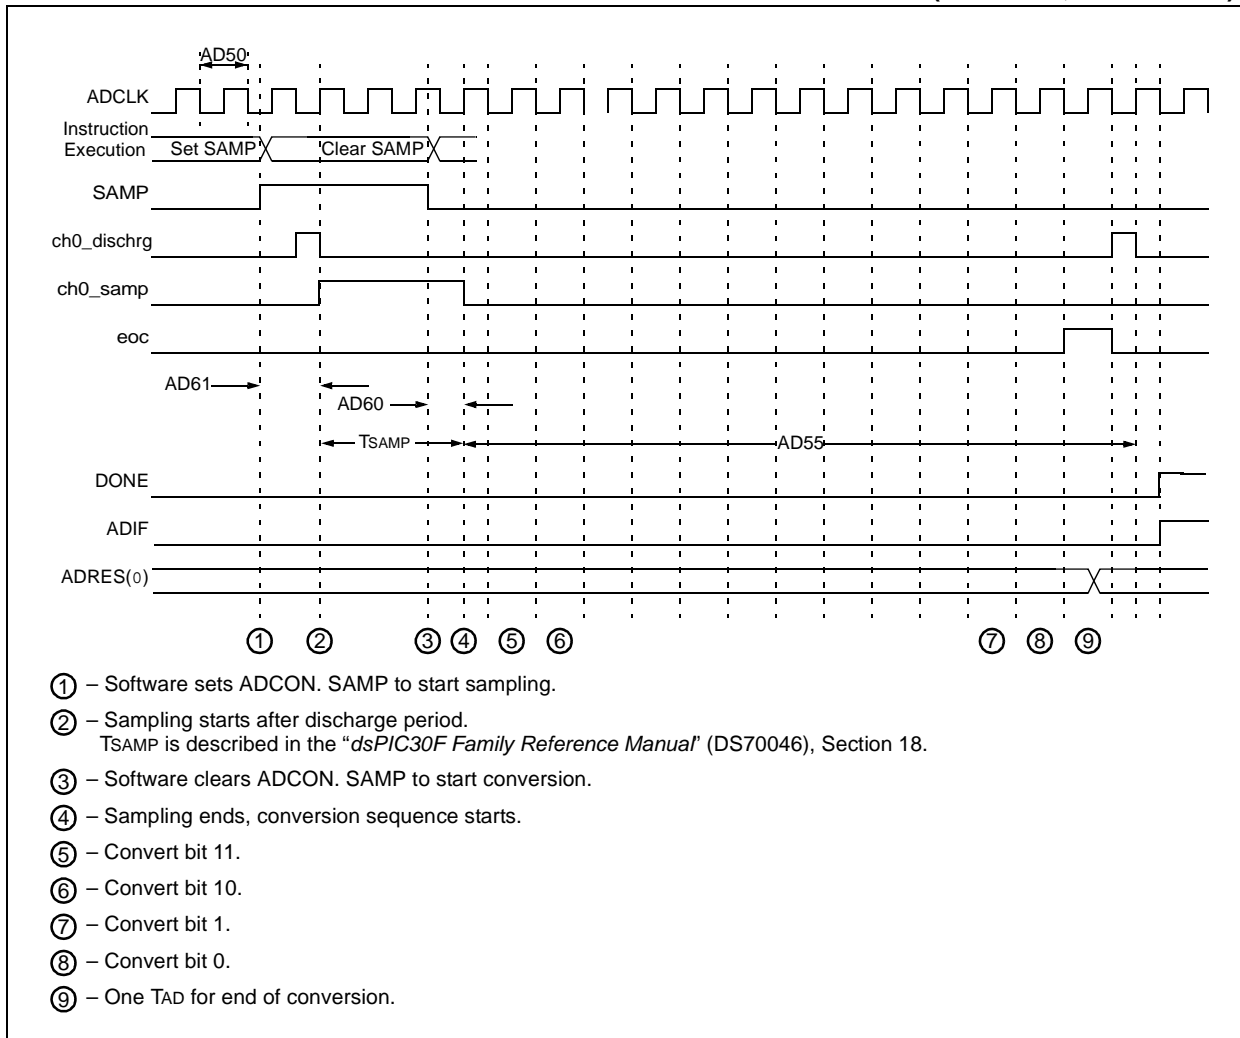 AD50
ADCLK
Instruction
Execution
Set SAMP
Clear SAMP
SAMP
ch0_dischrg
ch0_samp
eoc
AD61
AD60
TSAMP
AD55
DONE
ADIF
ADRES(0)
1 2 3 4 5 6 7 8 9
1 – Software sets ADCON. SAMP to start sampling.
2 – Sampling starts after discharge period.
TSAMP is described in the “dsPIC30F Family Reference Manual” (DS70046), Section 18.
3 – Software clears ADCON. SAMP to start conversion.
4 – Sampling ends, conversion sequence starts.
5 – Convert bit 11.
6 – Convert bit 10.
7 – Convert bit 1.
8 – Convert bit 0.
9 – One TAD for end of conversion.